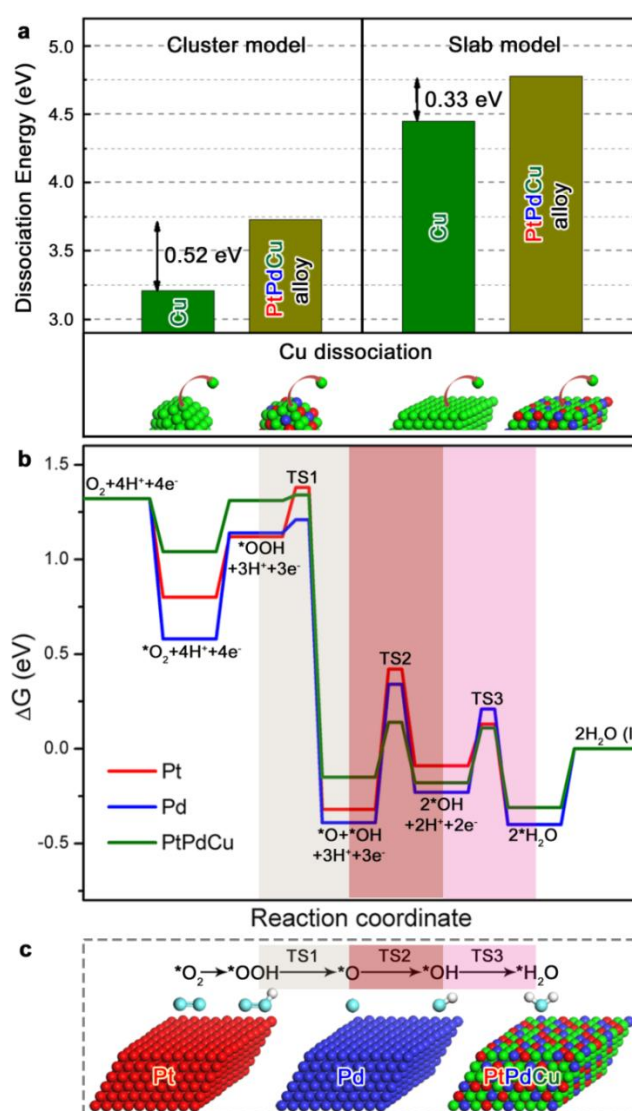 a
Cluster model
Slab model
Dissociation Energy (eV)
5.0
4.75
4.0
3.5
3.0
0.52 eV
0.33 eV
Cu
PtPdCu
alloy
Cu
PtPdCu
alloy
Cu dissociation
b
ΔG (eV)
1.5
1.0
0.5
0.0
-0.5
O₂+4H⁺+4e⁻
*O₂+4H⁺+4e⁻
*OOH
+3H⁺+3e⁻
TS1
*O+*OH
+3H⁺+3e⁻
TS2
2*OH
+2H⁺+2e⁻
TS3
2*H₂O
2H₂O (l
Pt
Pd
PtPdCu
Reaction coordinate
c
TS1 TS2 TS3
*O₂→*OOH→*O→*OH→*H₂O
Pt
Pd
PtPdCu